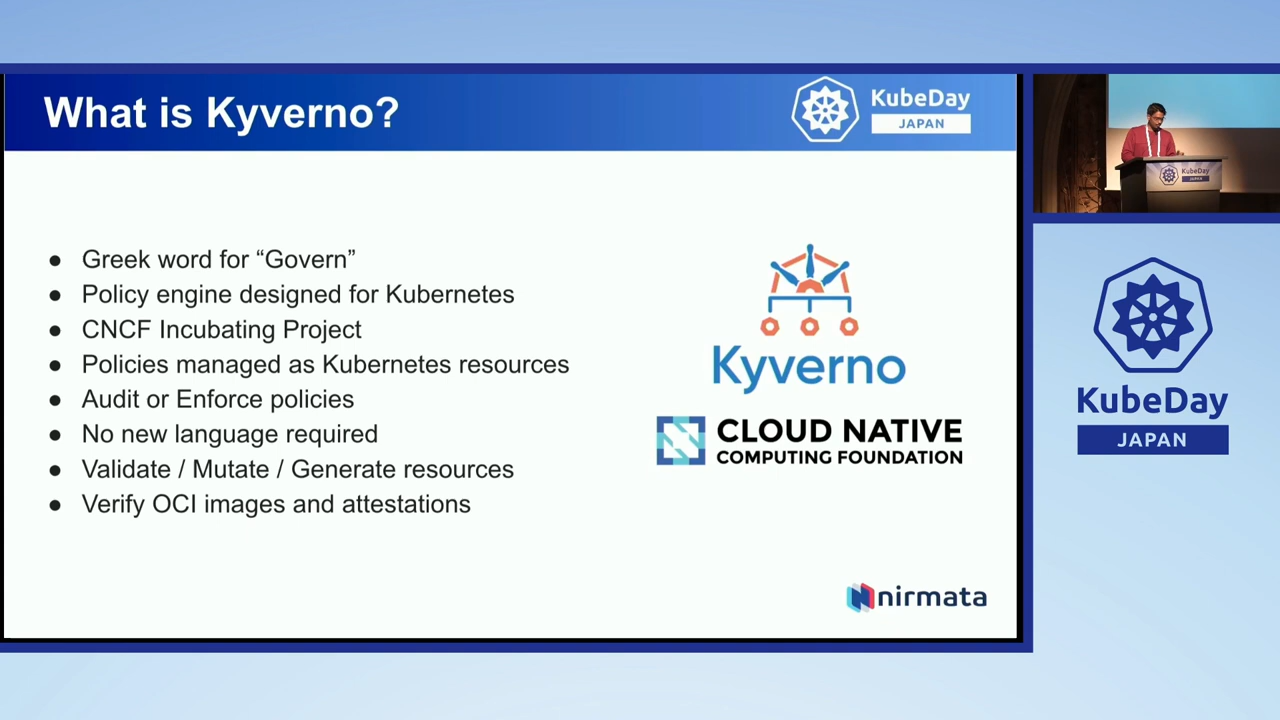 What is Kyverno?
KubeDay
JAPAN
● Greek word for “Govern”
● Policy engine designed for Kubernetes
● CNCF Incubating Project
● Policies managed as Kubernetes resources
● Audit or Enforce policies
● No new language required
● Validate / Mutate / Generate resources
● Verify OCI images and attestations
Kyverno
CLOUD NATIVE
COMPUTING FOUNDATION
nirmata
KubeDay
JAPAN
KubeDay
JAPAN